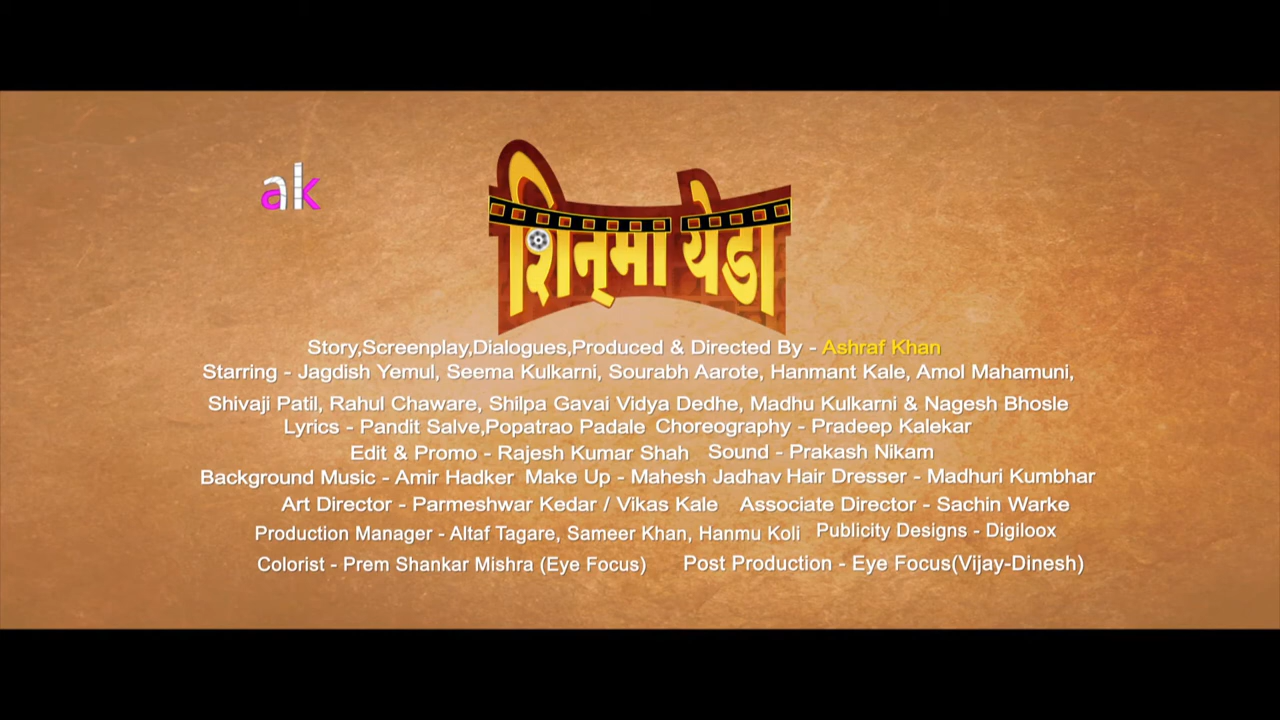 ak
शिनमा येडा
Story,Screenplay,Dialogues,Produced & Directed By - Ashraf Khan
Starring - Jagdish Yemul, Seema Kulkarni, Sourabh Aarote, Hanmant Kale, Amol Mahamuni,
Shivaji Patil, Rahul Chaware, Shilpa Gavai Vidya Dedhe, Madhu Kulkarni & Nagesh Bhosle
Lyrics - Pandit Salve,Popatrao Padale Choreography - Pradeep Kalekar
Edit & Promo - Rajesh Kumar Shah Sound - Prakash Nikam
Background Music - Amir Hadker Make Up - Mahesh Jadhav Hair Dresser - Madhuri Kumbhar
Art Director - Parmeshwar Kedar / Vikas Kale Associate Director - Sachin Warke
Production Manager - Altaf Tagare, Sameer Khan, Hanmu Koli Publicity Designs - Digiloox
Colorist - Prem Shankar Mishra (Eye Focus) Post Production - Eye Focus(Vijay-Dinesh)